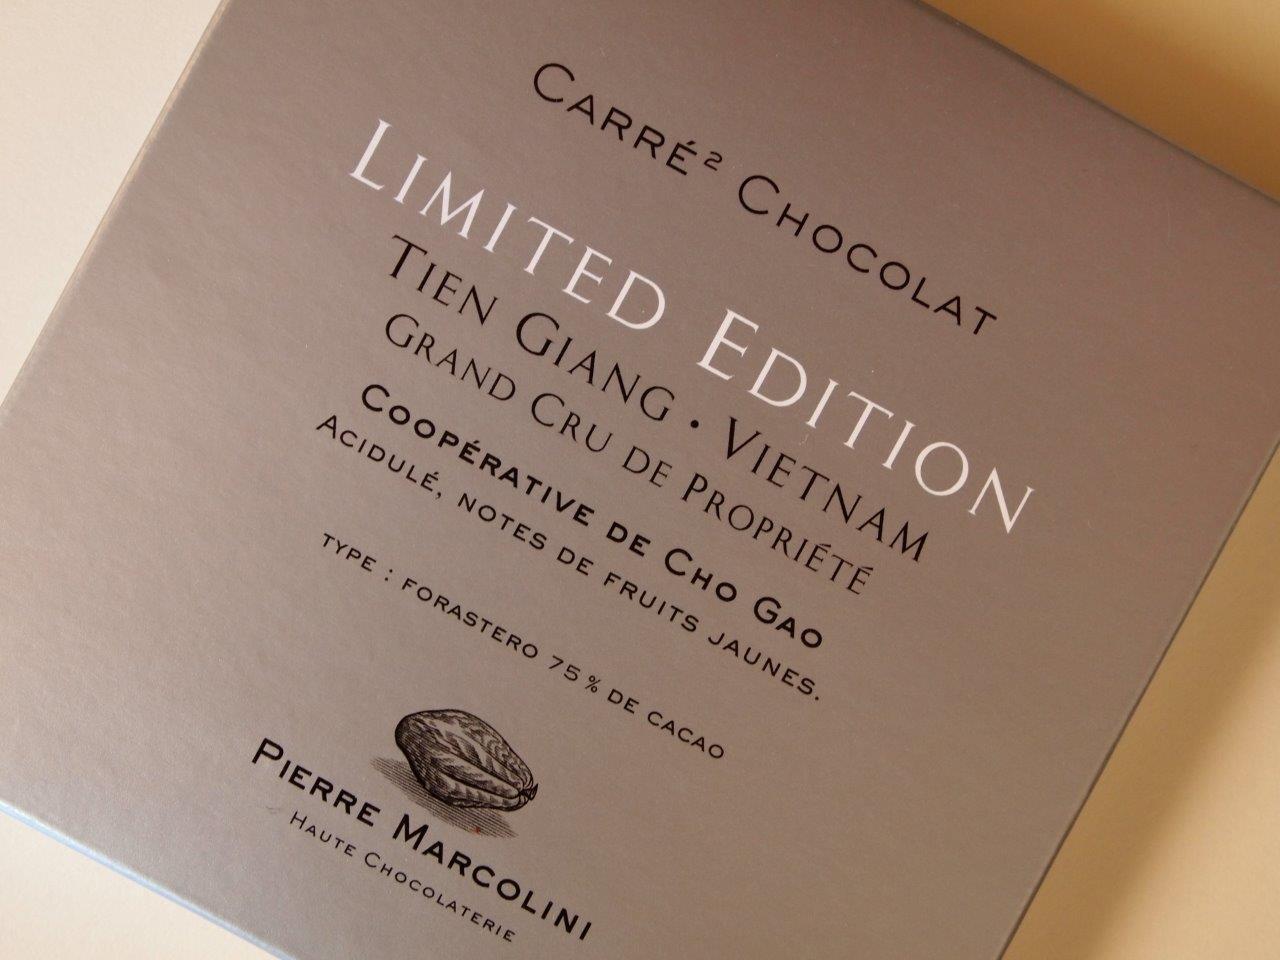 Carré² Chocolat
Limited Edition
Tien Giang • Vietnam
Grand Cru de Propriété
Coopérative de Cho Gao
Acidulé, notes de fruits jaunes.
type : forastero 75% de cacao
Pierre Marcolini
Haute Chocolaterie